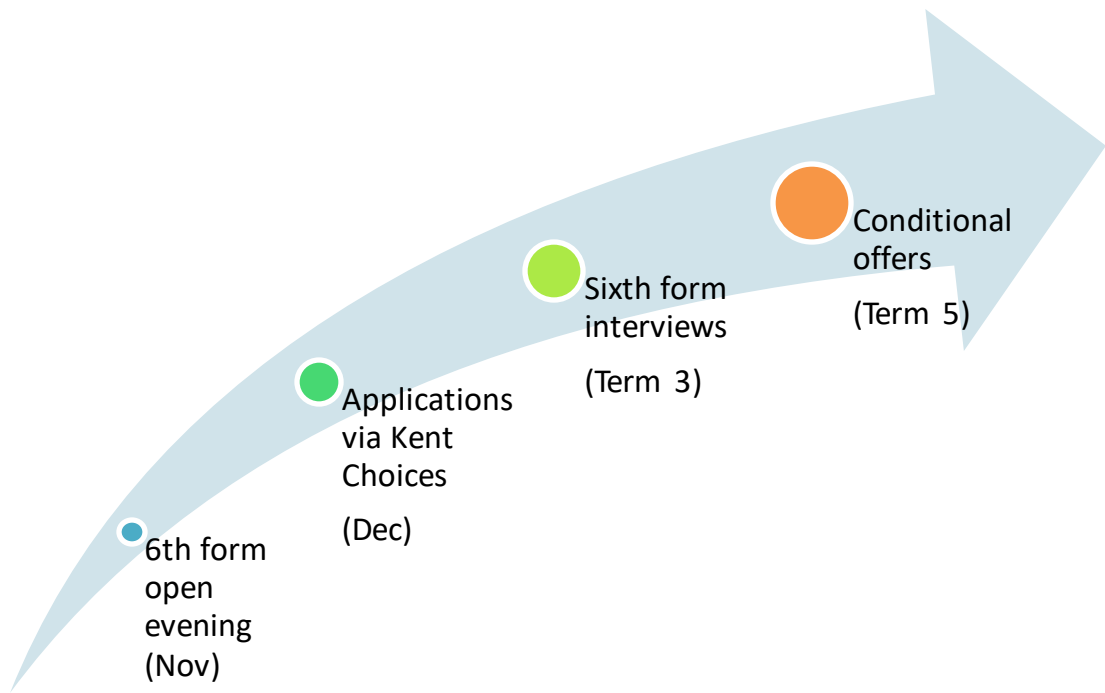 6th form
open
evening
(Nov)
Applications
via Kent
Choices
(Dec)
Sixth form
interviews
(Term 3)
Conditional
offers
(Term 5)